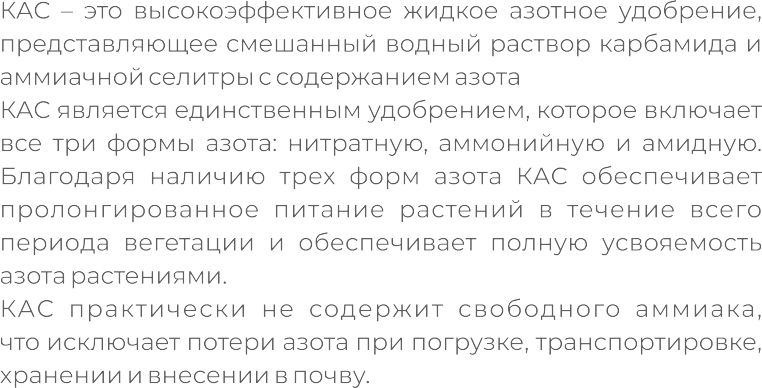 КАС – это высокоэффективное жидкое азотное удобрение,
представляющее смешанный водный раствор карбамида и
аммиачной селитры с содержанием азота
КАС является единственным удобрением, которое включает
все три формы азота: нитратную, аммонийную и амидную.
Благодаря наличию трех форм азота КАС обеспечивает
пролонгированное питание растений в течение всего
периода вегетации и обеспечивает полную усвояемость
азота растениями.
КАС практически не содержит свободного аммиака,
что исключает потери азота при погрузке, транспортировке,
хранении и внесении в почву.